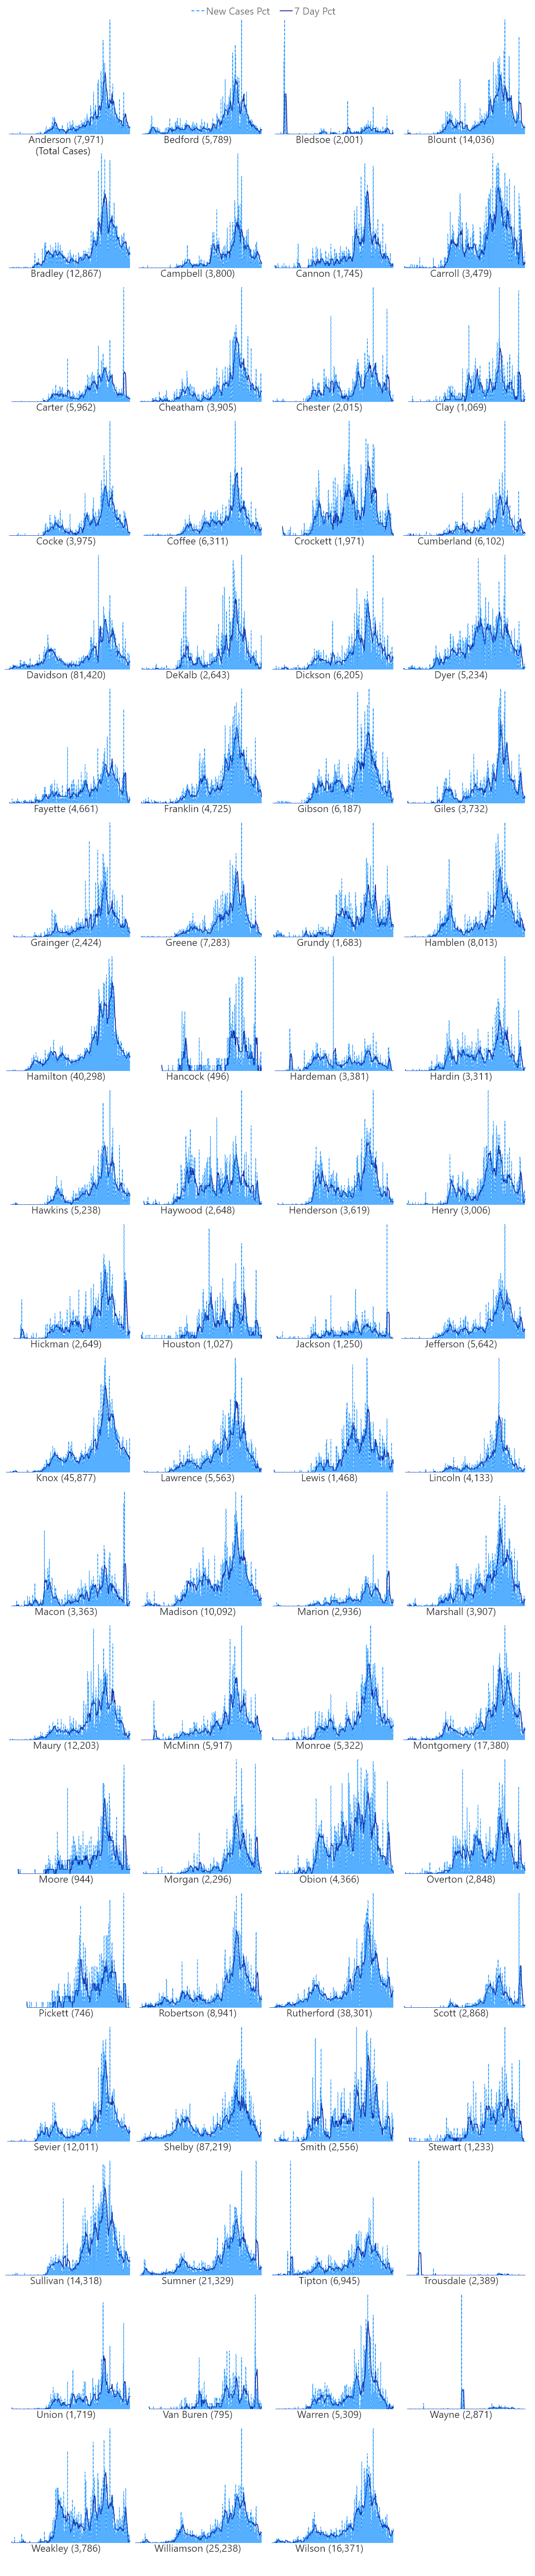 New Cases Pct 7 Day Pct
Anderson (7,971) Bedford (5,789) Bledsoe (2,001) Blount (14,036)
(Total Cases)
Bradley (12,867) Campbell (3,800) Cannon (1,745) Carroll (3,479)
Carter (5,962) Cheatham (3,905) Chester (2,015) Clay (1,069)
Cocke (3,975) Coffee (6,311) Crockett (1,971) Cumberland (6,102)
Davidson (81,420) DeKalb (2,643) Dickson (6,205) Dyer (5,234)
Fayette (4,661) Franklin (4,725) Gibson (6,187) Giles (3,732)
Grainger (2,424) Greene (7,283) Grundy (1,683) Hamblen (8,013)
Hamilton (40,298) Hancock (496) Hardeman (3,381) Hardin (3,311)
Hawkins (5,238) Haywood (2,648) Henderson (3,619) Henry (3,006)
Hickman (2,649) Houston (1,027) Jackson (1,250) Jefferson (5,642)
Knox (45,877) Lawrence (5,563) Lewis (1,468) Lincoln (4,133)
Macon (3,363) Madison (10,092) Marion (2,936) Marshall (3,907)
Maury (12,203) McMinn (5,917) Monroe (5,322) Montgomery (17,380)
Moore (944) Morgan (2,296) Obion (4,366) Overton (2,848)
Pickett (746) Robertson (8,941) Rutherford (38,301) Scott (2,868)
Sevier (12,011) Shelby (87,219) Smith (2,556) Stewart (1,233)
Sullivan (14,318) Sumner (21,329) Tipton (6,945) Trousdale (2,389)
Union (1,719) Van Buren (795) Warren (5,309) Wayne (2,871)
Weakley (3,786) Williamson (25,238) Wilson (16,371)